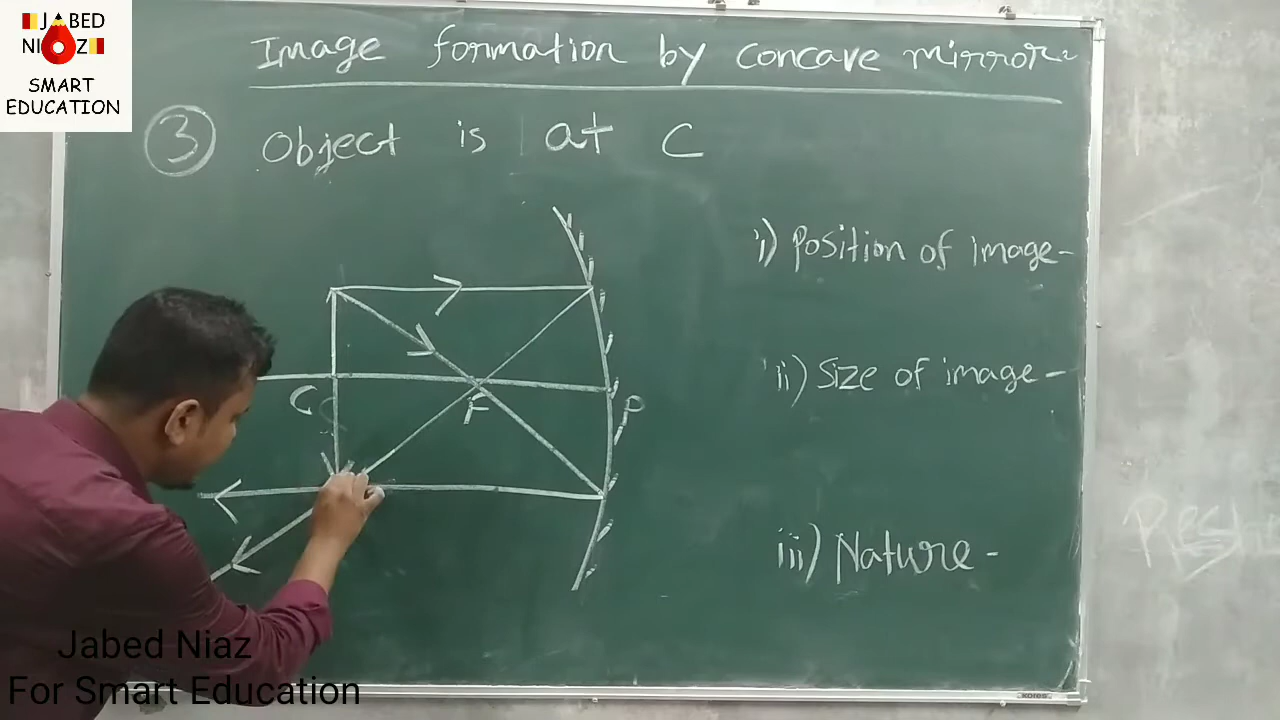 JABED
NIAZ
SMART
EDUCATION
Image formation by concave mirror
3 Object is at C
i) Position of image-
C
F
P
ii) Size of image-
iii) Nature-
Jabed Niaz
For Smart Education
KORES